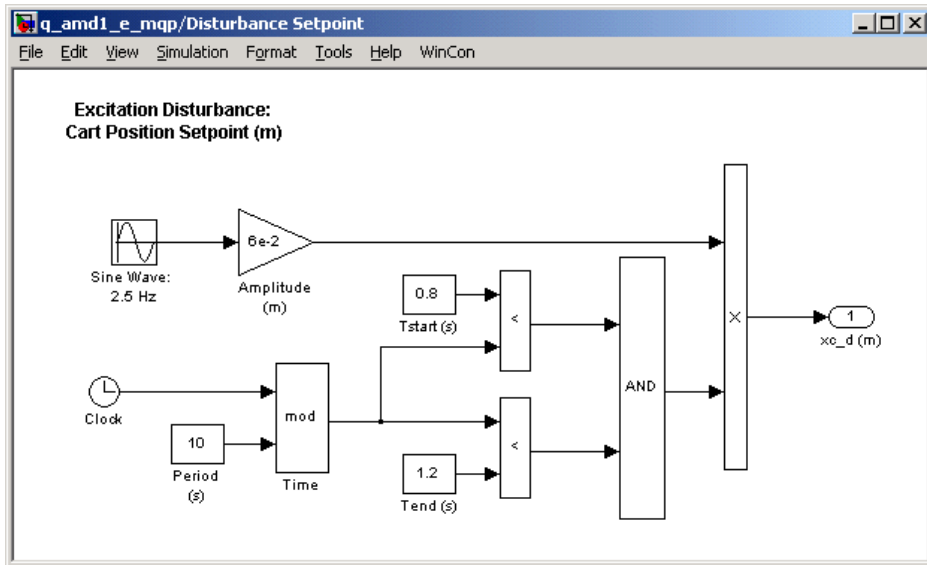 q_amd1_e_mqp/Disturbance Setpoint
File Edit View Simulation Format Tools Help WinCon
Excitation Disturbance:
Cart Position Setpoint (m)
6e-2
Sine Wave:
2.5 Hz
Amplitude
(m)
0.8
Tstart (s)
<
X
1
xc_d (m)
AND
Clock
mod
10
Period
(s)
Time
<
1.2
Tend (s)